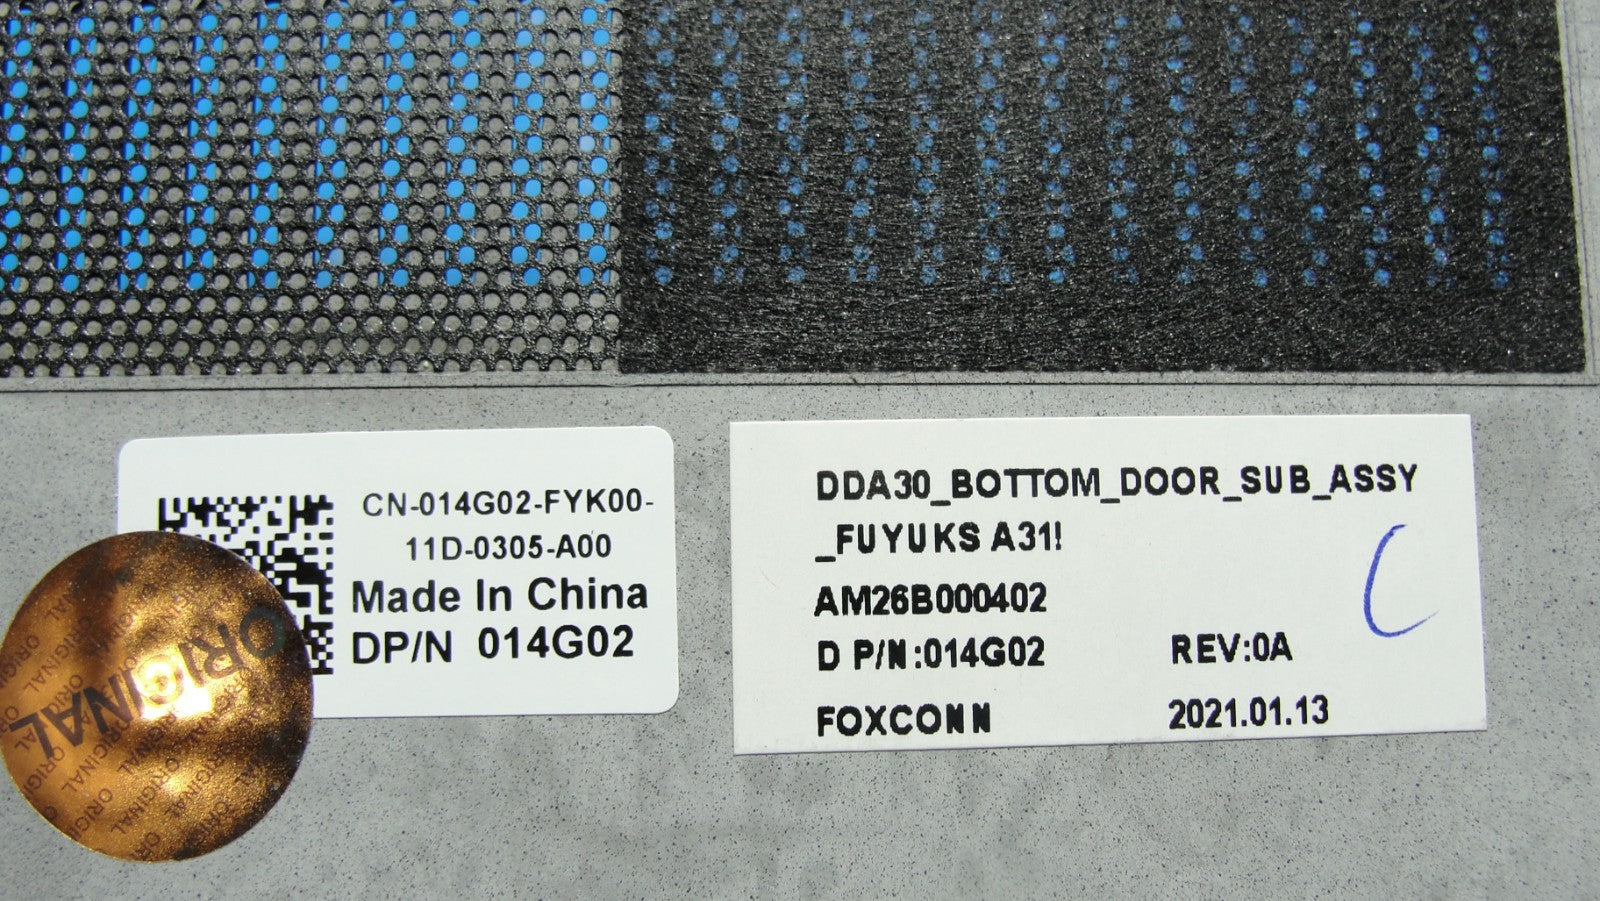 CN-014G02-FYK00-
11D-0305-A00
Made In China
DP/N 014G02
ORIGINAL
DDA30_BOTTOM_DOOR_SUB_ASSY
_FUYUKS A31!
AM26B000402
D P/N:014G02 REV:0A
FOXCONN 2021.01.13
C